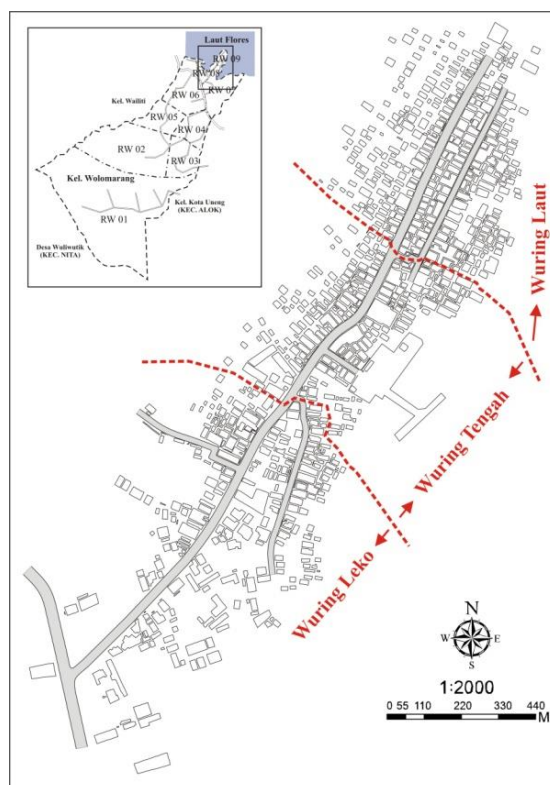 Laut Flores
RW 09
RW 08
RW 06
Kel. Wailiti
RW 05
RW 04
RW 02
RW 03
Kel. Wolomarang
Kel. Kota Uneng
(KEC. ALOK)
RW 01
Desa Wuliwutik
(KEC. NITA)
Wuring Laut
Wuring Tengah
Wuring Leko
N
W
E
S
1:2000
0 55 110 220 330 440
M